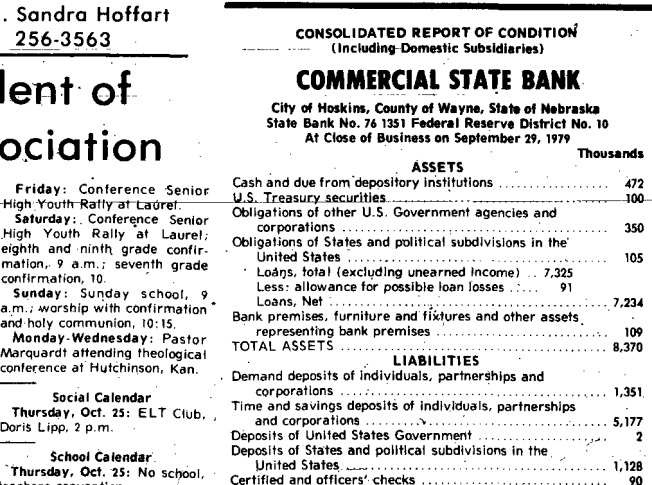 . Sandra Hoffart
256-3563
lent of
ociation
Friday: Conference Senior
High Youth Rally at Laurel.
Saturday: Conference Senior
High Youth Rally at Laurel;
eighth and ninth grade confir-
mation, 9 a.m.; seventh grade
confirmation, 10.
Sunday: Sunday school, 9
a.m.; worship with confirmation
and holy communion, 10:15.
Monday-Wednesday: Pastor
Marquardt attending theological
conference at Hutchinson, Kan.
Social Calendar
Thursday, Oct. 25: ELT Club,
Doris Lipp, 2 p.m.
School Calendar
Thursday, Oct. 25: No school,
CONSOLIDATED REPORT OF CONDITION
(Including Domestic Subsidiaries)
COMMERCIAL STATE BANK
City of Hoskins, County of Wayne, State of Nebraska
State Bank No. 76 1351 Federal Reserve District No. 10
At Close of Business on September 29, 1979
Thousands
ASSETS
Cash and due from depository institutions ................ 472
U.S. Treasury securities ................ 100
Obligations of other U.S. Government agencies and
corporations ................ 350
Obligations of States and political subdivisions in the
United States ................ 105
Loans, total (excluding unearned income) .. 7,325
Less: allowance for possible loan losses ..... 91
Loans, Net ................ 7,234
Bank premises, furniture and fixtures and other assets
representing bank premises ................ 109
TOTAL ASSETS ................ 8,370
LIABILITIES
Demand deposits of individuals, partnerships and
corporations ................ 1,351
Time and savings deposits of individuals, partnerships
and corporations ................ 5,177
Deposits of United States Government ................ 2
Deposits of States and political subdivisions in the
United States ................ 1,128
Certified and officers' checks ................ 90